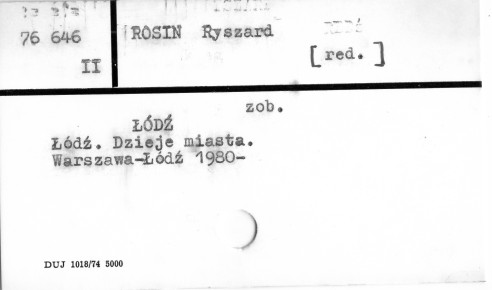 76 646
II
ROSIN Ryszard
[red.]
zob.
ŁÓDŹ
Łódź. Dzieje miasta.
Warszawa-Łódź 1980-
DUJ 1018/74 5000